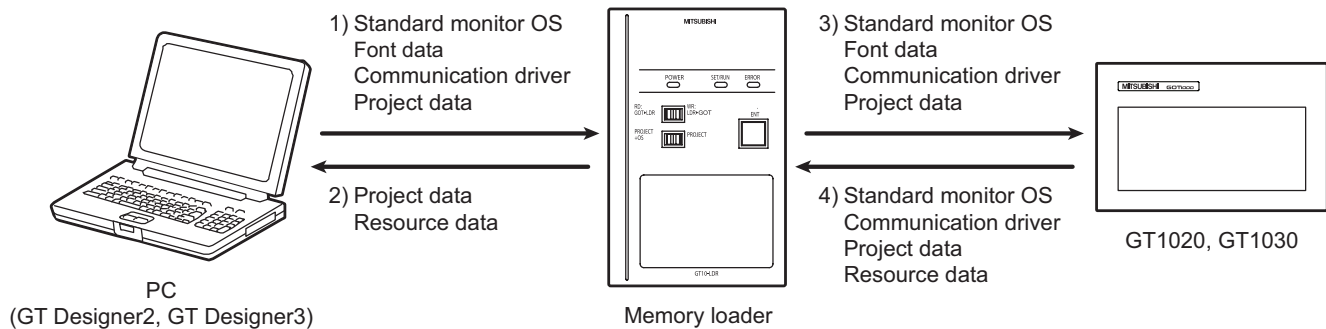 1) Standard monitor OS
Font data
Communication driver
Project data
2) Project data
Resource data
PC
(GT Designer2, GT Designer3)
MITSUBISHI
POWER SET/RUN ERROR
RD: WR:
GOT▸LDR LDR▸GOT
ENT
PROJECT PROJECT
+OS
GT10-LDR
Memory loader
3) Standard monitor OS
Font data
Communication driver
Project data
4) Standard monitor OS
Communication driver
Project data
Resource data
MITSUBISHI GOT1000
GT1020, GT1030